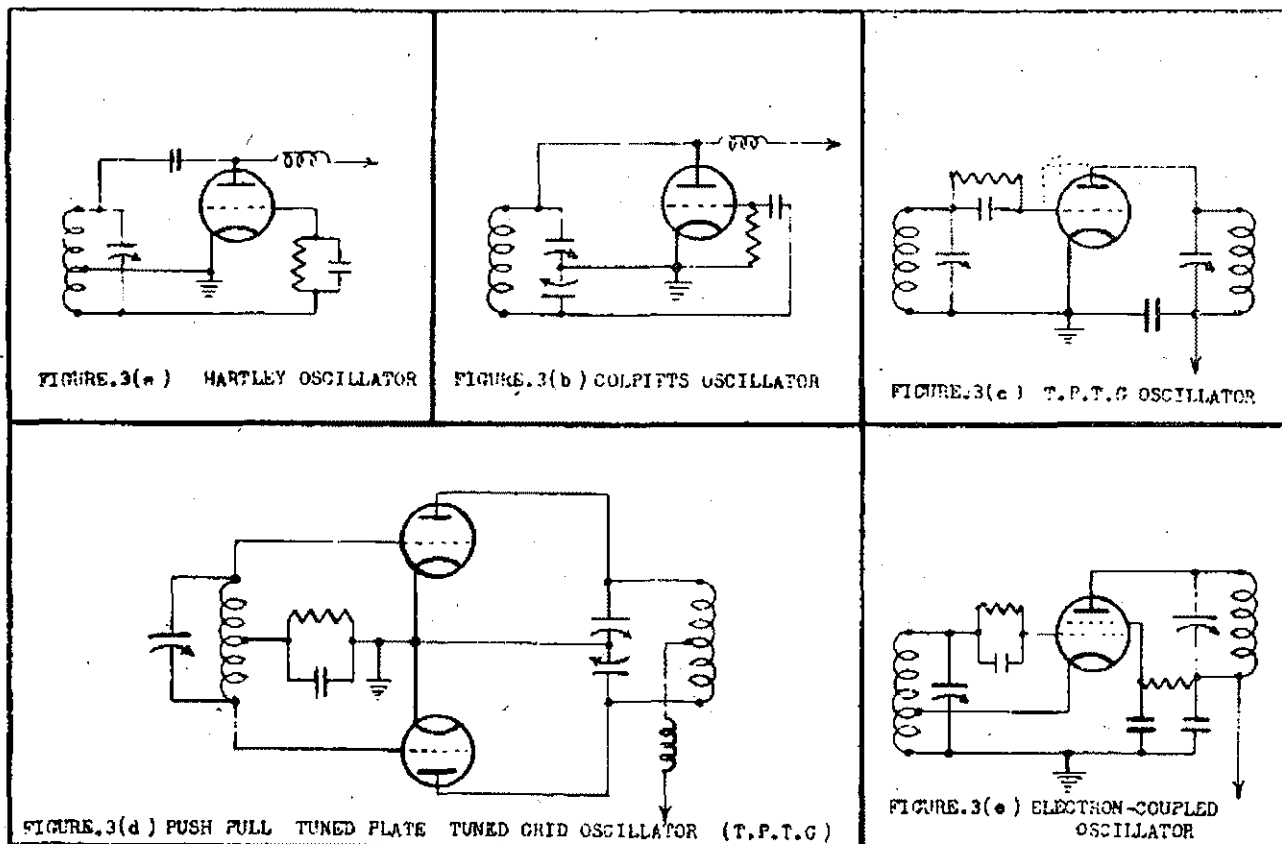 FIGURE.3(a) HARTLEY OSCILLATOR
FIGURE.3(b) COLPITTS OSCILLATOR
FIGURE.3(c) T.P.T.G OSCILLATOR
FIGURE.3(d) PUSH PULL TUNED PLATE TUNED GRID OSCILLATOR (T.P.T.G)
FIGURE.3(e) ELECTRON-COUPLED
OSCILLATOR